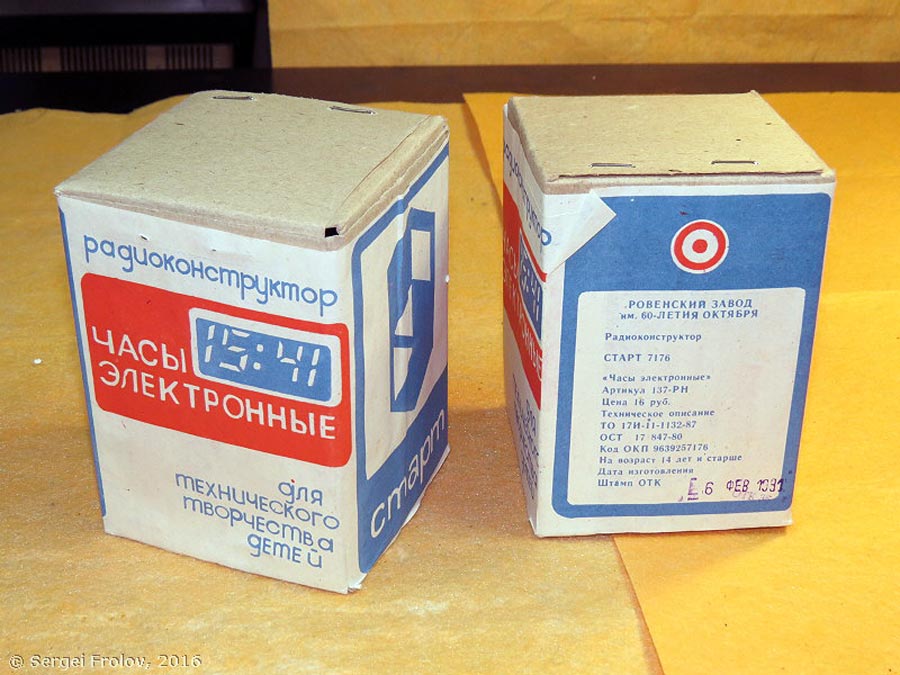 радиоконструктор
ЧАСЫ
ЭЛЕКТРОННЫЕ
15:41
для
технического
творчества
детей
старт
РОВЕНСКИЙ ЗАВОД
им. 60-ЛЕТИЯ ОКТЯБРЯ
Радиоконструктор
СТАРТ 7176
«Часы электронные»
Артикул 137-РН
Цена 16 руб.
Техническое описание
ТО 17И-11-1132-87
ОСТ 17 847-80
Код ОКП 9639257176
На возраст 14 лет и старше
Дата изготовления
Штамп ОТК
6 ФЕВ 1991
© Sergei Frolov, 2016